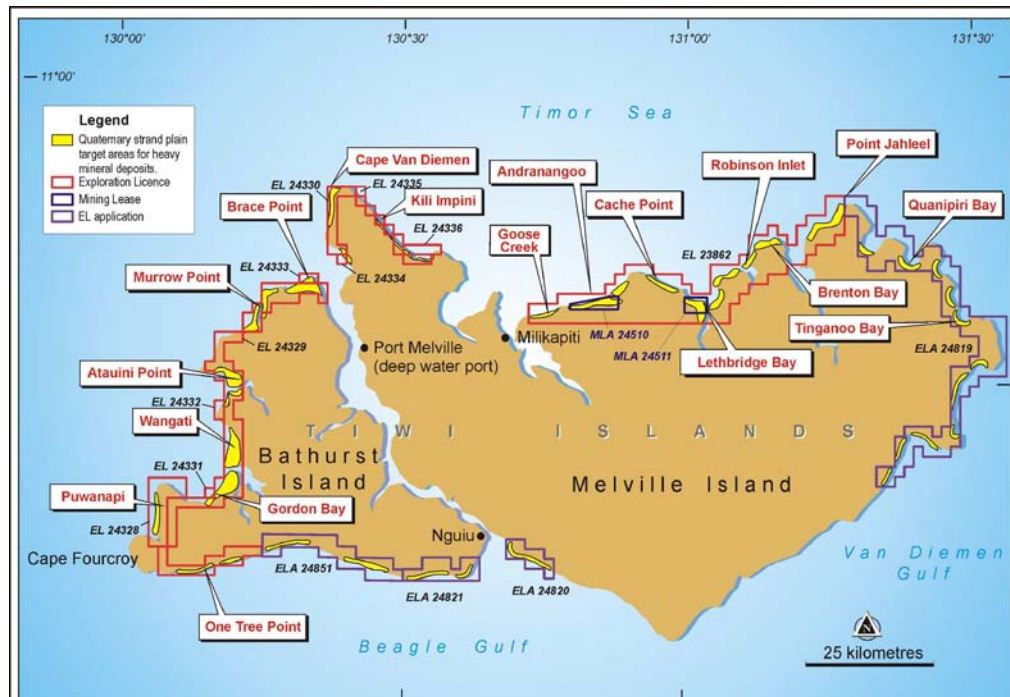 130°00'
130°30'
131°00'
131°30'
11°00'
Timor Sea
Legend
Quaternary strand plain
target areas for heavy
mineral deposits.
Exploration Licence
Mining Lease
EL application
Cape Van Diemen
EL 24330
EL 24335
Kili Impini
Brace Point
EL 24336
EL 24333
EL 24334
Murrow Point
EL 24329
Atauini Point
EL 24332
Wangati
EL 24331
Puwanapi
EL 24328
Gordon Bay
Cape Fourcroy
One Tree Point
ELA 24851
ELA 24821
ELA 24820
Nguiu
Port Melville
(deep water port)
Milikapiti
Goose
Creek
Andranangoo
Cache Point
Robinson Inlet
Point Jahleel
Quanipiri Bay
EL 23862
Brenton Bay
Tinganoo Bay
ELA 24819
MLA 24510
MLA 24511
Lethbridge Bay
TIWI ISLANDS
Bathurst
Island
Melville Island
Van Diemen
Gulf
Beagle Gulf
N
25 kilometres